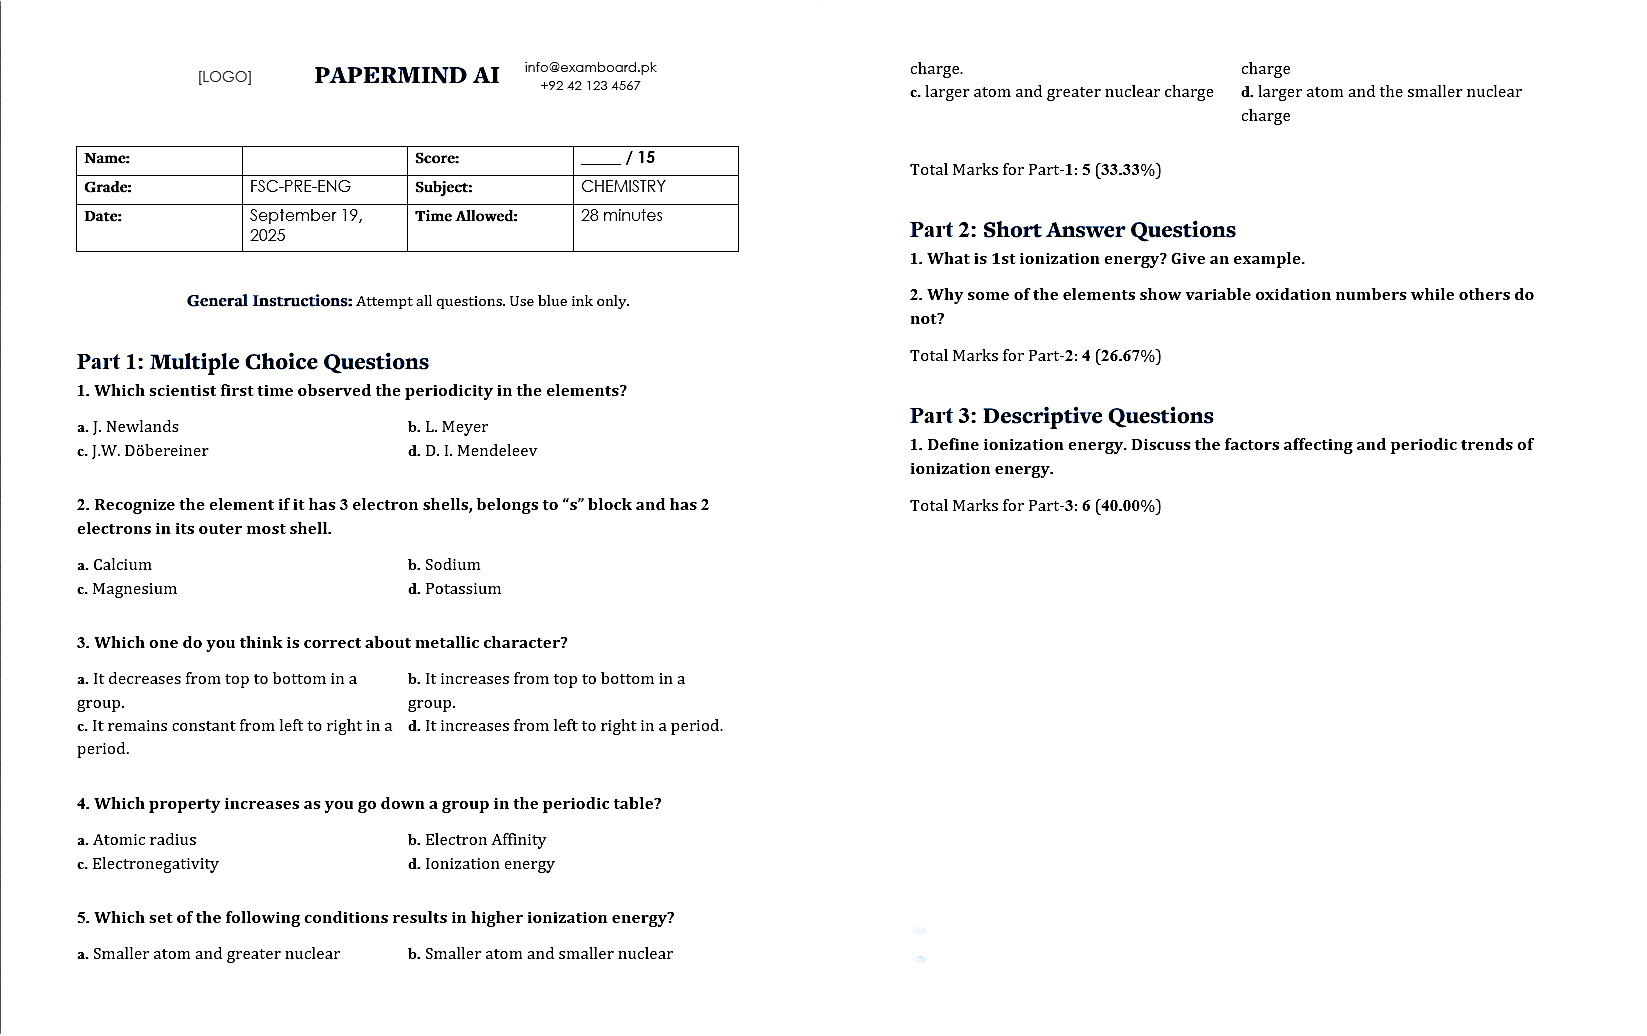 [LOGO]
PAPERMIND AI
info@examboard.pk
+92 42 123 4567
Name:
Score:
_____ / 15
Grade:
FSC-PRE-ENG
Subject:
CHEMISTRY
Date:
September 19,
2025
Time Allowed:
28 minutes
General Instructions: Attempt all questions. Use blue ink only.
Part 1: Multiple Choice Questions
1. Which scientist first time observed the periodicity in the elements?
a. J. Newlands
b. L. Meyer
c. J.W. Döbereiner
d. D. I. Mendeleev
2. Recognize the element if it has 3 electron shells, belongs to “s” block and has 2
electrons in its outer most shell.
a. Calcium
b. Sodium
c. Magnesium
d. Potassium
3. Which one do you think is correct about metallic character?
a. It decreases from top to bottom in a
group.
b. It increases from top to bottom in a
group.
c. It remains constant from left to right in a
period.
d. It increases from left to right in a period.
4. Which property increases as you go down a group in the periodic table?
a. Atomic radius
b. Electron Affinity
c. Electronegativity
d. Ionization energy
5. Which set of the following conditions results in higher ionization energy?
a. Smaller atom and greater nuclear
b. Smaller atom and smaller nuclear
charge.
charge
c. larger atom and greater nuclear charge
d. larger atom and the smaller nuclear
charge
Total Marks for Part-1: 5 (33.33%)
Part 2: Short Answer Questions
1. What is 1st ionization energy? Give an example.
2. Why some of the elements show variable oxidation numbers while others do
not?
Total Marks for Part-2: 4 (26.67%)
Part 3: Descriptive Questions
1. Define ionization energy. Discuss the factors affecting and periodic trends of
ionization energy.
Total Marks for Part-3: 6 (40.00%)